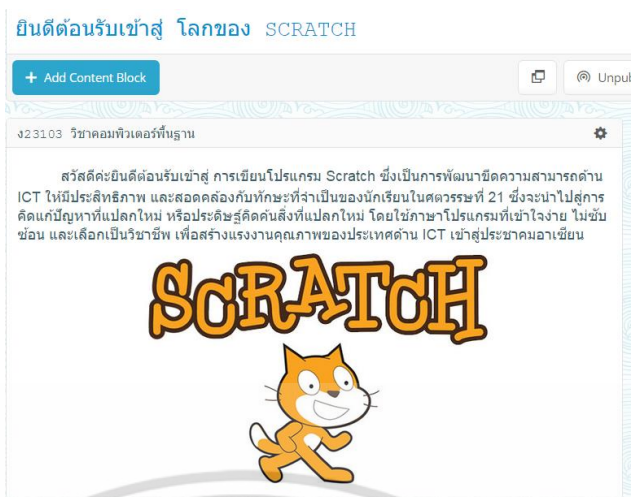 ยินดีต้อนรับเข้าสู่ โลกของ SCRATCH
+ Add Content Block
Unpub
ง23103 วิชาคอมพิวเตอร์พื้นฐาน
สวัสดีค่ะยินดีต้อนรับเข้าสู่ การเขียนโปรแกรม Scratch ซึ่งเป็นการพัฒนาขีดความสามารถด้าน
ICT ให้มีประสิทธิภาพ และสอดคล้องกับทักษะที่จำเป็นของนักเรียนในศตวรรษที่ 21 ซึ่งจะนำไปสู่การ
คิดแก้ปัญหาที่แปลกใหม่ หรือประดิษฐ์คิดค้นสิ่งที่แปลกใหม่ โดยใช้ภาษาโปรแกรมที่เข้าใจง่าย ไม่ซับ
ซ้อน และเลือกเป็นวิชาชีพ เพื่อสร้างแรงงานคุณภาพของประเทศด้าน ICT เข้าสู่ประชาคมอาเซียน
SCRATCH